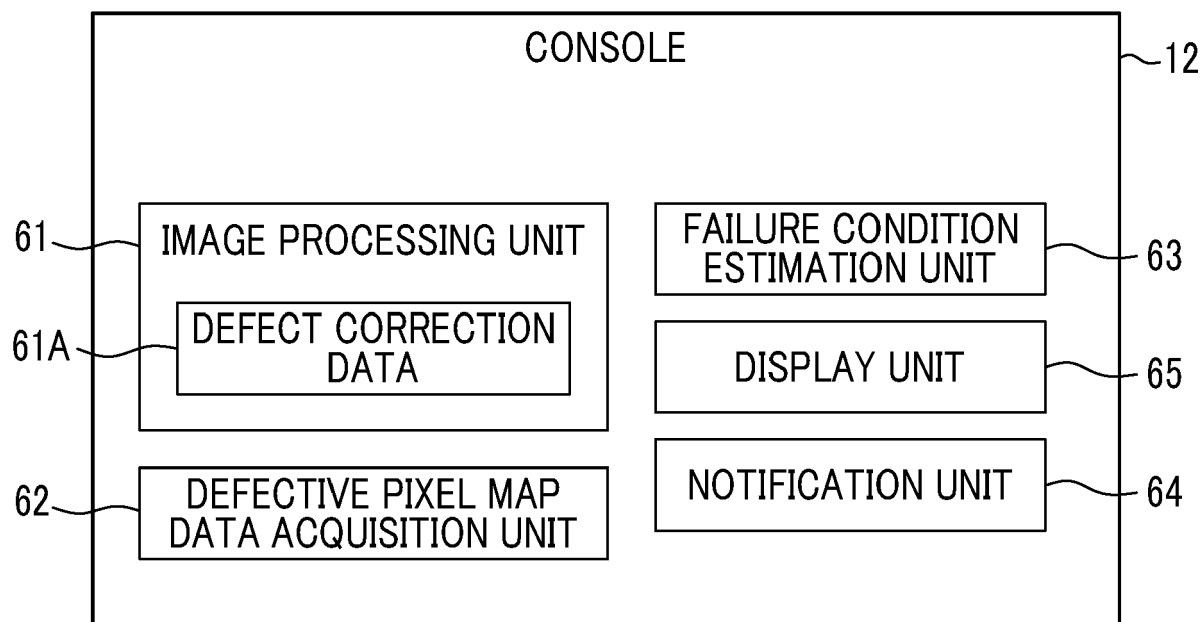 CONSOLE
12
61
IMAGE PROCESSING UNIT
61A
DEFECT CORRECTION
DATA
62
DEFECTIVE PIXEL MAP
DATA ACQUISITION UNIT
FAILURE CONDITION
ESTIMATION UNIT
63
DISPLAY UNIT
65
NOTIFICATION UNIT
64